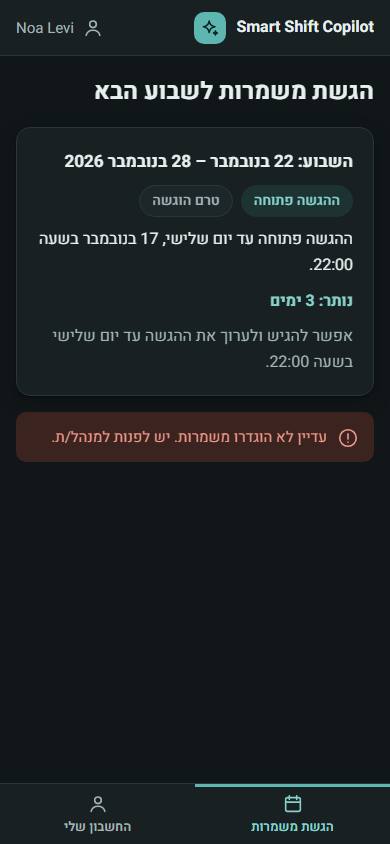 Smart Shift Copilot
Noa Levi
הגשת משמרות לשבוע הבא
השבוע: 22 בנובמבר – 28 בנובמבר 2026
ההגשה פתוחה
טרם הוגשה
ההגשה פתוחה עד יום שלישי, 17 בנובמבר בשעה
22:00.
נותר: 3 ימים
אפשר להגיש ולערוך את ההגשה עד יום שלישי
בשעה 22:00.
עדיין לא הוגדרו משמרות. יש לפנות למנהל/ת.
הגשת משמרות
החשבון שלי